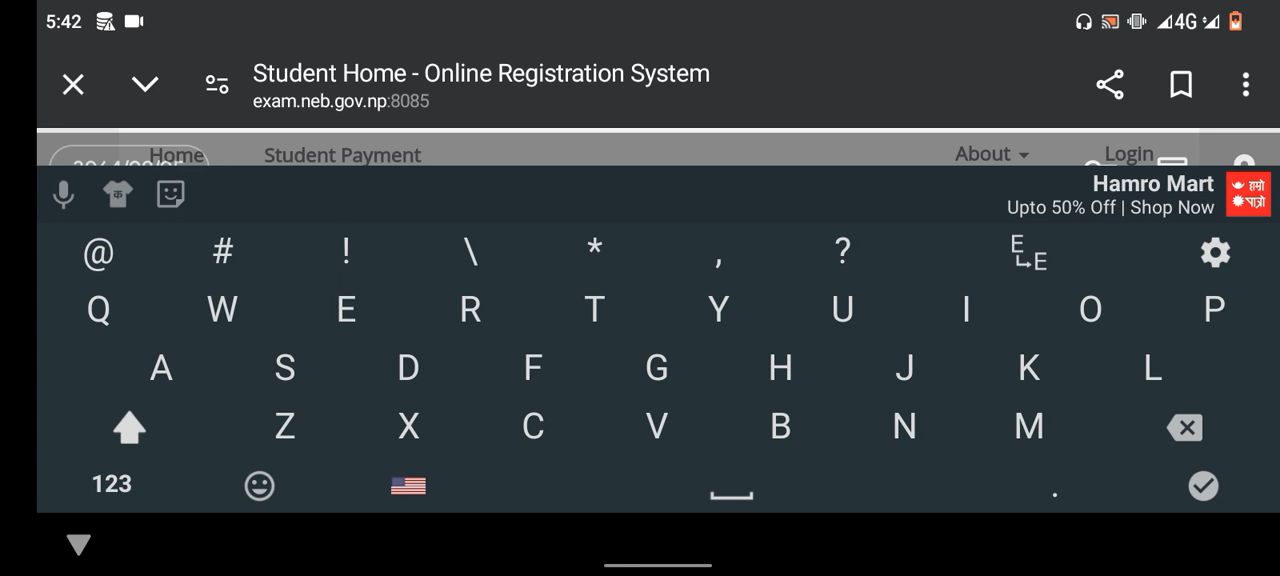 5:42
4G
Student Home - Online Registration System
exam.neb.gov.np:8085
Home Student Payment About Login
Hamro Mart
Upto 50% Off | Shop Now
हाम्रो
पात्रो
क
@ # ! \ * , ? E E
Q W E R T Y U I O P
A S D F G H J K L
Z X C V B N M
123 .